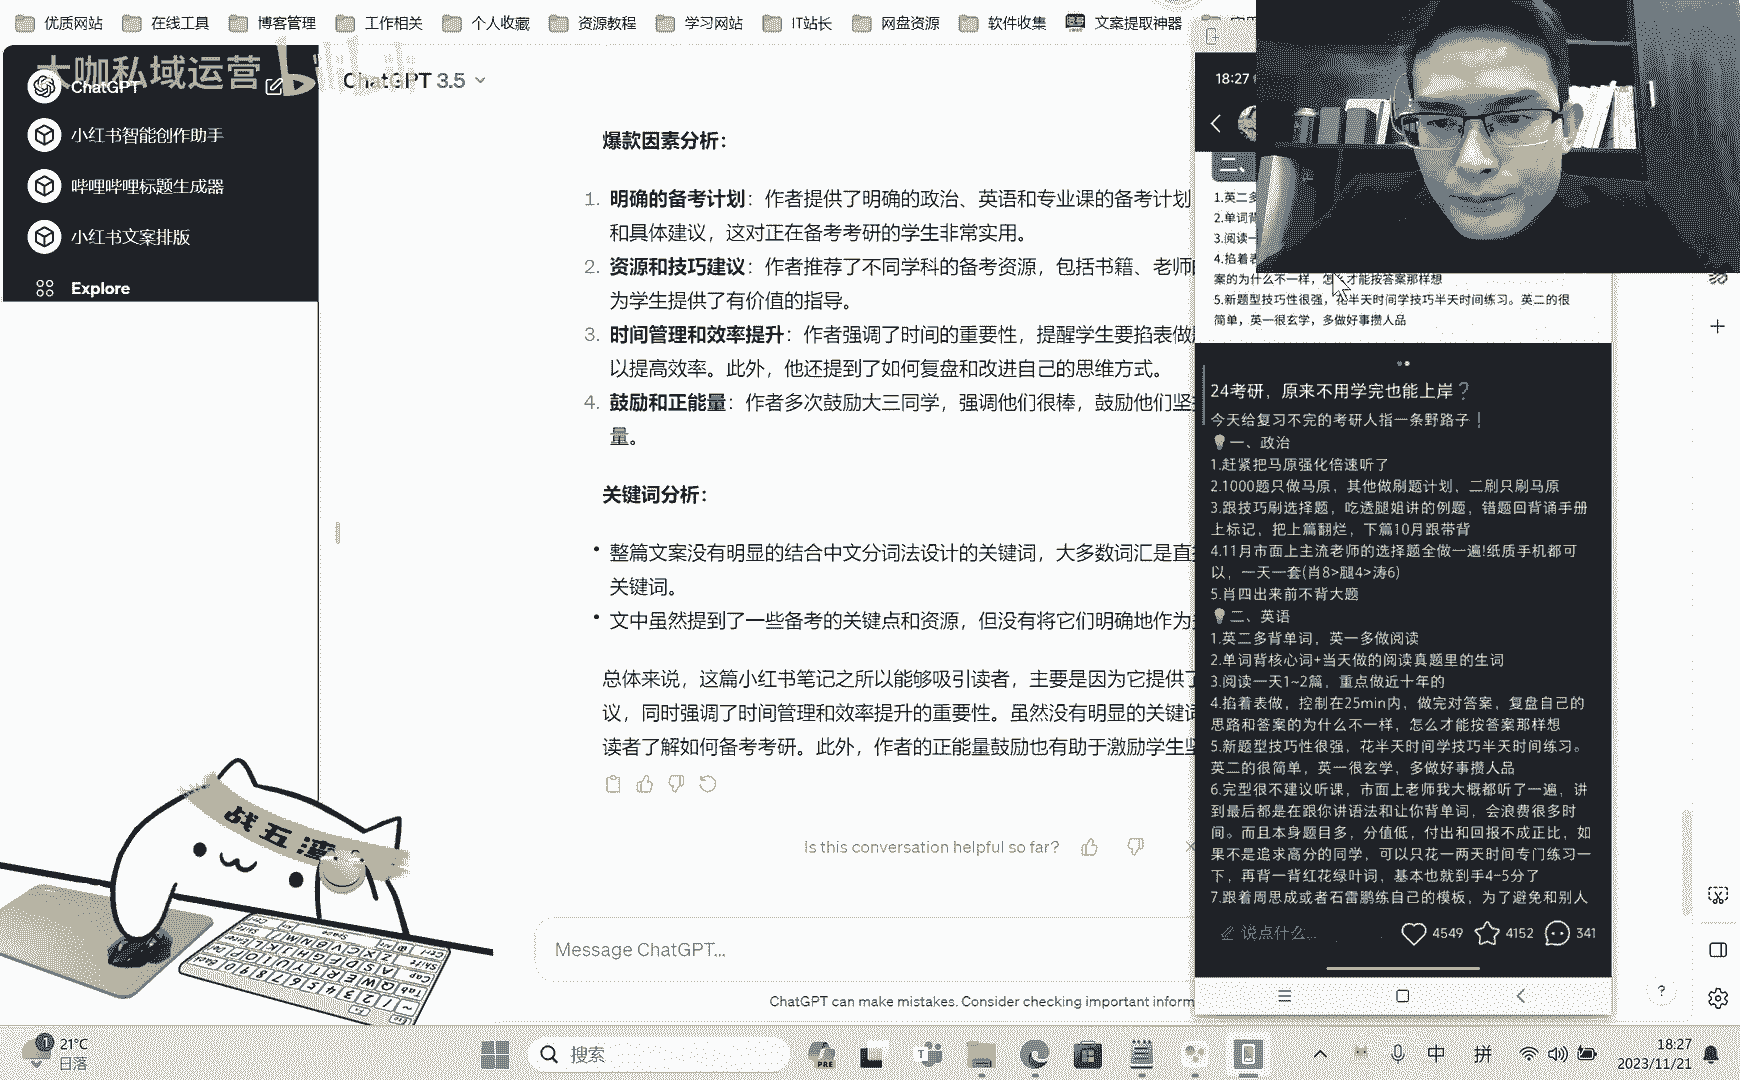 优质网站 在线工具 博客管理 工作相关 个人收藏 资源教程 学习网站 IT站长 网盘资源 软件收集 文案提取神器
大咖私域运营
ChatGPT
小红书智能创作助手
哔哩哔哩标题生成器
小红书文案排版
Explore
ChatGPT 3.5
爆款因素分析：
1. 明确的备考计划：作者提供了明确的政治、英语和专业课的备考计划
和具体建议，这对正在备考考研的学生非常实用。
2. 资源和技巧建议：作者推荐了不同学科的备考资源，包括书籍、老师
为学生提供了有价值的指导。
3. 时间管理和效率提升：作者强调了时间的重要性，提醒学生要掐表做
以提高效率。此外，他还提到了如何复盘和改进自己的思维方式。
4. 鼓励和正能量：作者多次鼓励大三同学，强调他们很棒，鼓励他们坚
量。
关键词分析：
• 整篇文案没有明显的结合中文分词法设计的关键词，大多数词汇是直
关键词。
• 文中虽然提到了一些备考的关键点和资源，但没有将它们明确地作为
总体来说，这篇小红书笔记之所以能够吸引读者，主要是因为它提供了
议，同时强调了时间管理和效率提升的重要性。虽然没有明显的关键词
读者了解如何备考考研。此外，作者的正能量鼓励也有助于激励学生坚
Is this conversation helpful so far?
Message ChatGPT...
ChatGPT can make mistakes. Consider checking important inform
18:27
二、
1.英二多
2.单词背
3.阅读一
4.掐着表
案的为什么不一样，怎么才能按答案那样想
5.新题型技巧性很强，花半天时间学技巧半天时间练习。英二的很
简单，英一很玄学，多做好事攒人品
24考研，原来不用学完也能上岸❓
今天给复习不完的考研人指一条野路子❗
💡一、政治
1.赶紧把马原强化倍速听了
2.1000题只做马原，其他做刷题计划，二刷只刷马原
3.跟技巧刷选择题，吃透腿姐讲的例题，错题回背诵手册
上标记，把上篇翻烂，下篇10月跟带背
4.11月市面上主流老师的选择题全做一遍!纸质手机都可
以，一天一套(肖8>腿4>涛6)
5.肖四出来前不背大题
💡二、英语
1.英二多背单词，英一多做阅读
2.单词背核心词+当天做的阅读真题里的生词
3.阅读一天1~2篇，重点做近十年的
4.掐着表做，控制在25min内，做完对答案，复盘自己的
思路和答案的为什么不一样，怎么才能按答案那样想
5.新题型技巧性很强，花半天时间学技巧半天时间练习。
英二的很简单，英一很玄学，多做好事攒人品
6.完型很不建议听课，市面上老师我大概都听了一遍，讲
到最后都是在跟你讲语法和让你背单词，会浪费很多时
间。而且本身题目多，分值低，付出和回报不成正比，如
果不是追求高分的同学，可以只花一两天时间专门练习一
下，再背一背红花绿叶词，基本也就到手4~5分了
7.跟着周思成或者石雷鹏练自己的模板，为了避免和别人
说点什么... 4549 4152 341
21°C
日落
搜索
中 拼
18:27
2023/11/21